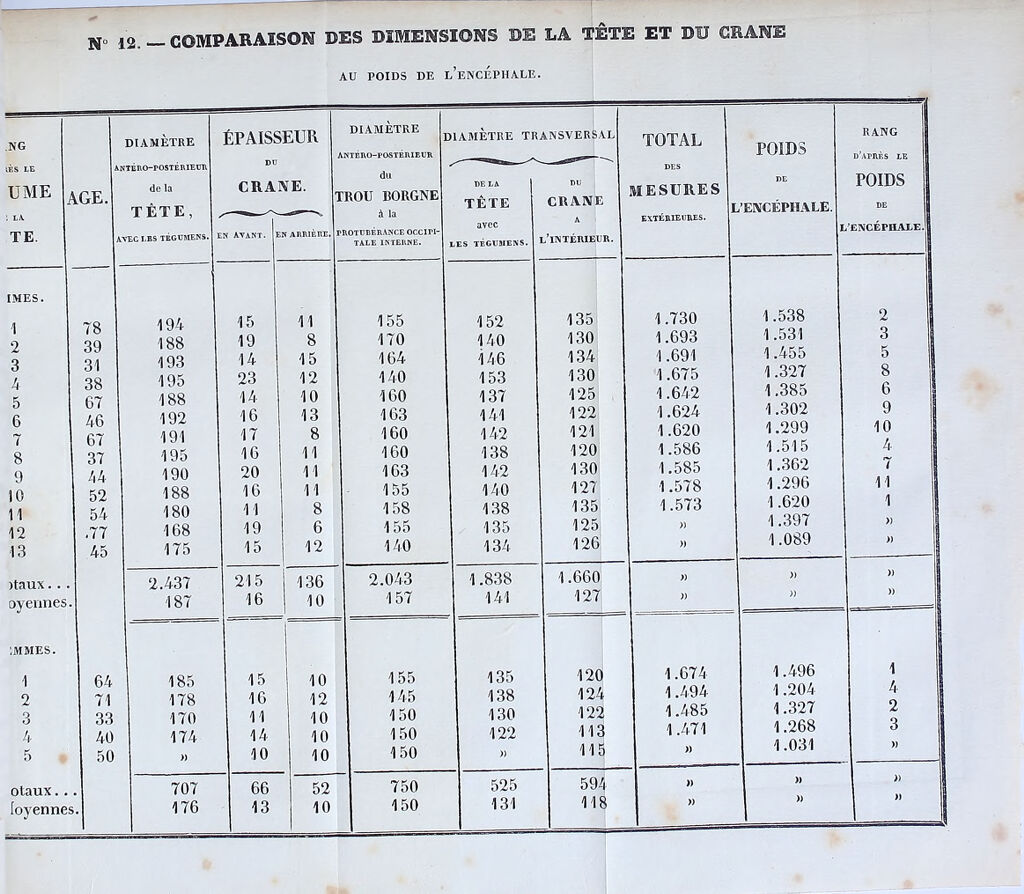 N° 12. — COMPARAISON DES DIMENSIONS DE LA TÊTE ET DU CRANE
AU POIDS DE L'ENCÉPHALE.
NG
ÈS LE
UME
LA
TE.
AGE.
DIAMÈTRE
ANTÉRO-POSTÉRIEUR
de la
TÊTE,
AVEC LES TÉGUMENS.
ÉPAISSEUR
DU
CRANE.
EN AVANT. EN ARRIÈRE.
DIAMÈTRE
ANTÉRO-POSTÉRIEUR
du
TROU BORGNE
à la
PROTUBÉRANCE OCCIPI-
TALE INTERNE.
DIAMÈTRE TRANSVERSAL
DE LA
TÊTE
avec
LES TÉGUMENS.
DU
CRANE
A
L'INTÉRIEUR.
TOTAL
DES
MESURES
EXTÉRIEURES.
POIDS
DE
L'ENCÉPHALE.
RANG
D'APRÈS LE
POIDS
DE
L'ENCÉPHALE.
MMES.
1 78 194 15 11 155 152 135 1.730 1.538 2
2 39 188 19 8 170 140 130 1.693 1.531 3
3 31 193 14 15 164 146 134 1.691 1.455 5
4 38 195 23 12 140 153 130 1.675 1.327 8
5 67 188 14 10 160 137 125 1.642 1.385 6
6 46 192 16 13 163 141 122 1.624 1.302 9
7 67 191 17 8 160 142 121 1.620 1.299 10
8 37 195 16 11 160 138 120 1.586 1.515 4
9 44 190 20 11 163 142 130 1.585 1.362 7
10 52 188 16 11 155 140 127 1.578 1.296 11
11 54 180 11 8 158 138 135 1.573 1.620 1
12 .77 168 19 6 155 135 125 » 1.397 »
13 45 175 15 12 140 134 126 » 1.089 »
otaux... 2.437 215 136 2.043 1.838 1.660 » » »
oyennes. 187 16 10 157 141 127 » » »
MMES.
1 64 185 15 10 155 135 120 1.674 1.496 1
2 71 178 16 12 145 138 124 1.494 1.204 4
3 33 170 11 10 150 130 122 1.485 1.327 2
4 40 174 14 10 150 122 113 1.471 1.268 3
5 50 » 10 10 150 » 115 » 1.031 »
otaux... 707 66 52 750 525 594 » » »
oyennes. 176 13 10 150 131 118 » » »